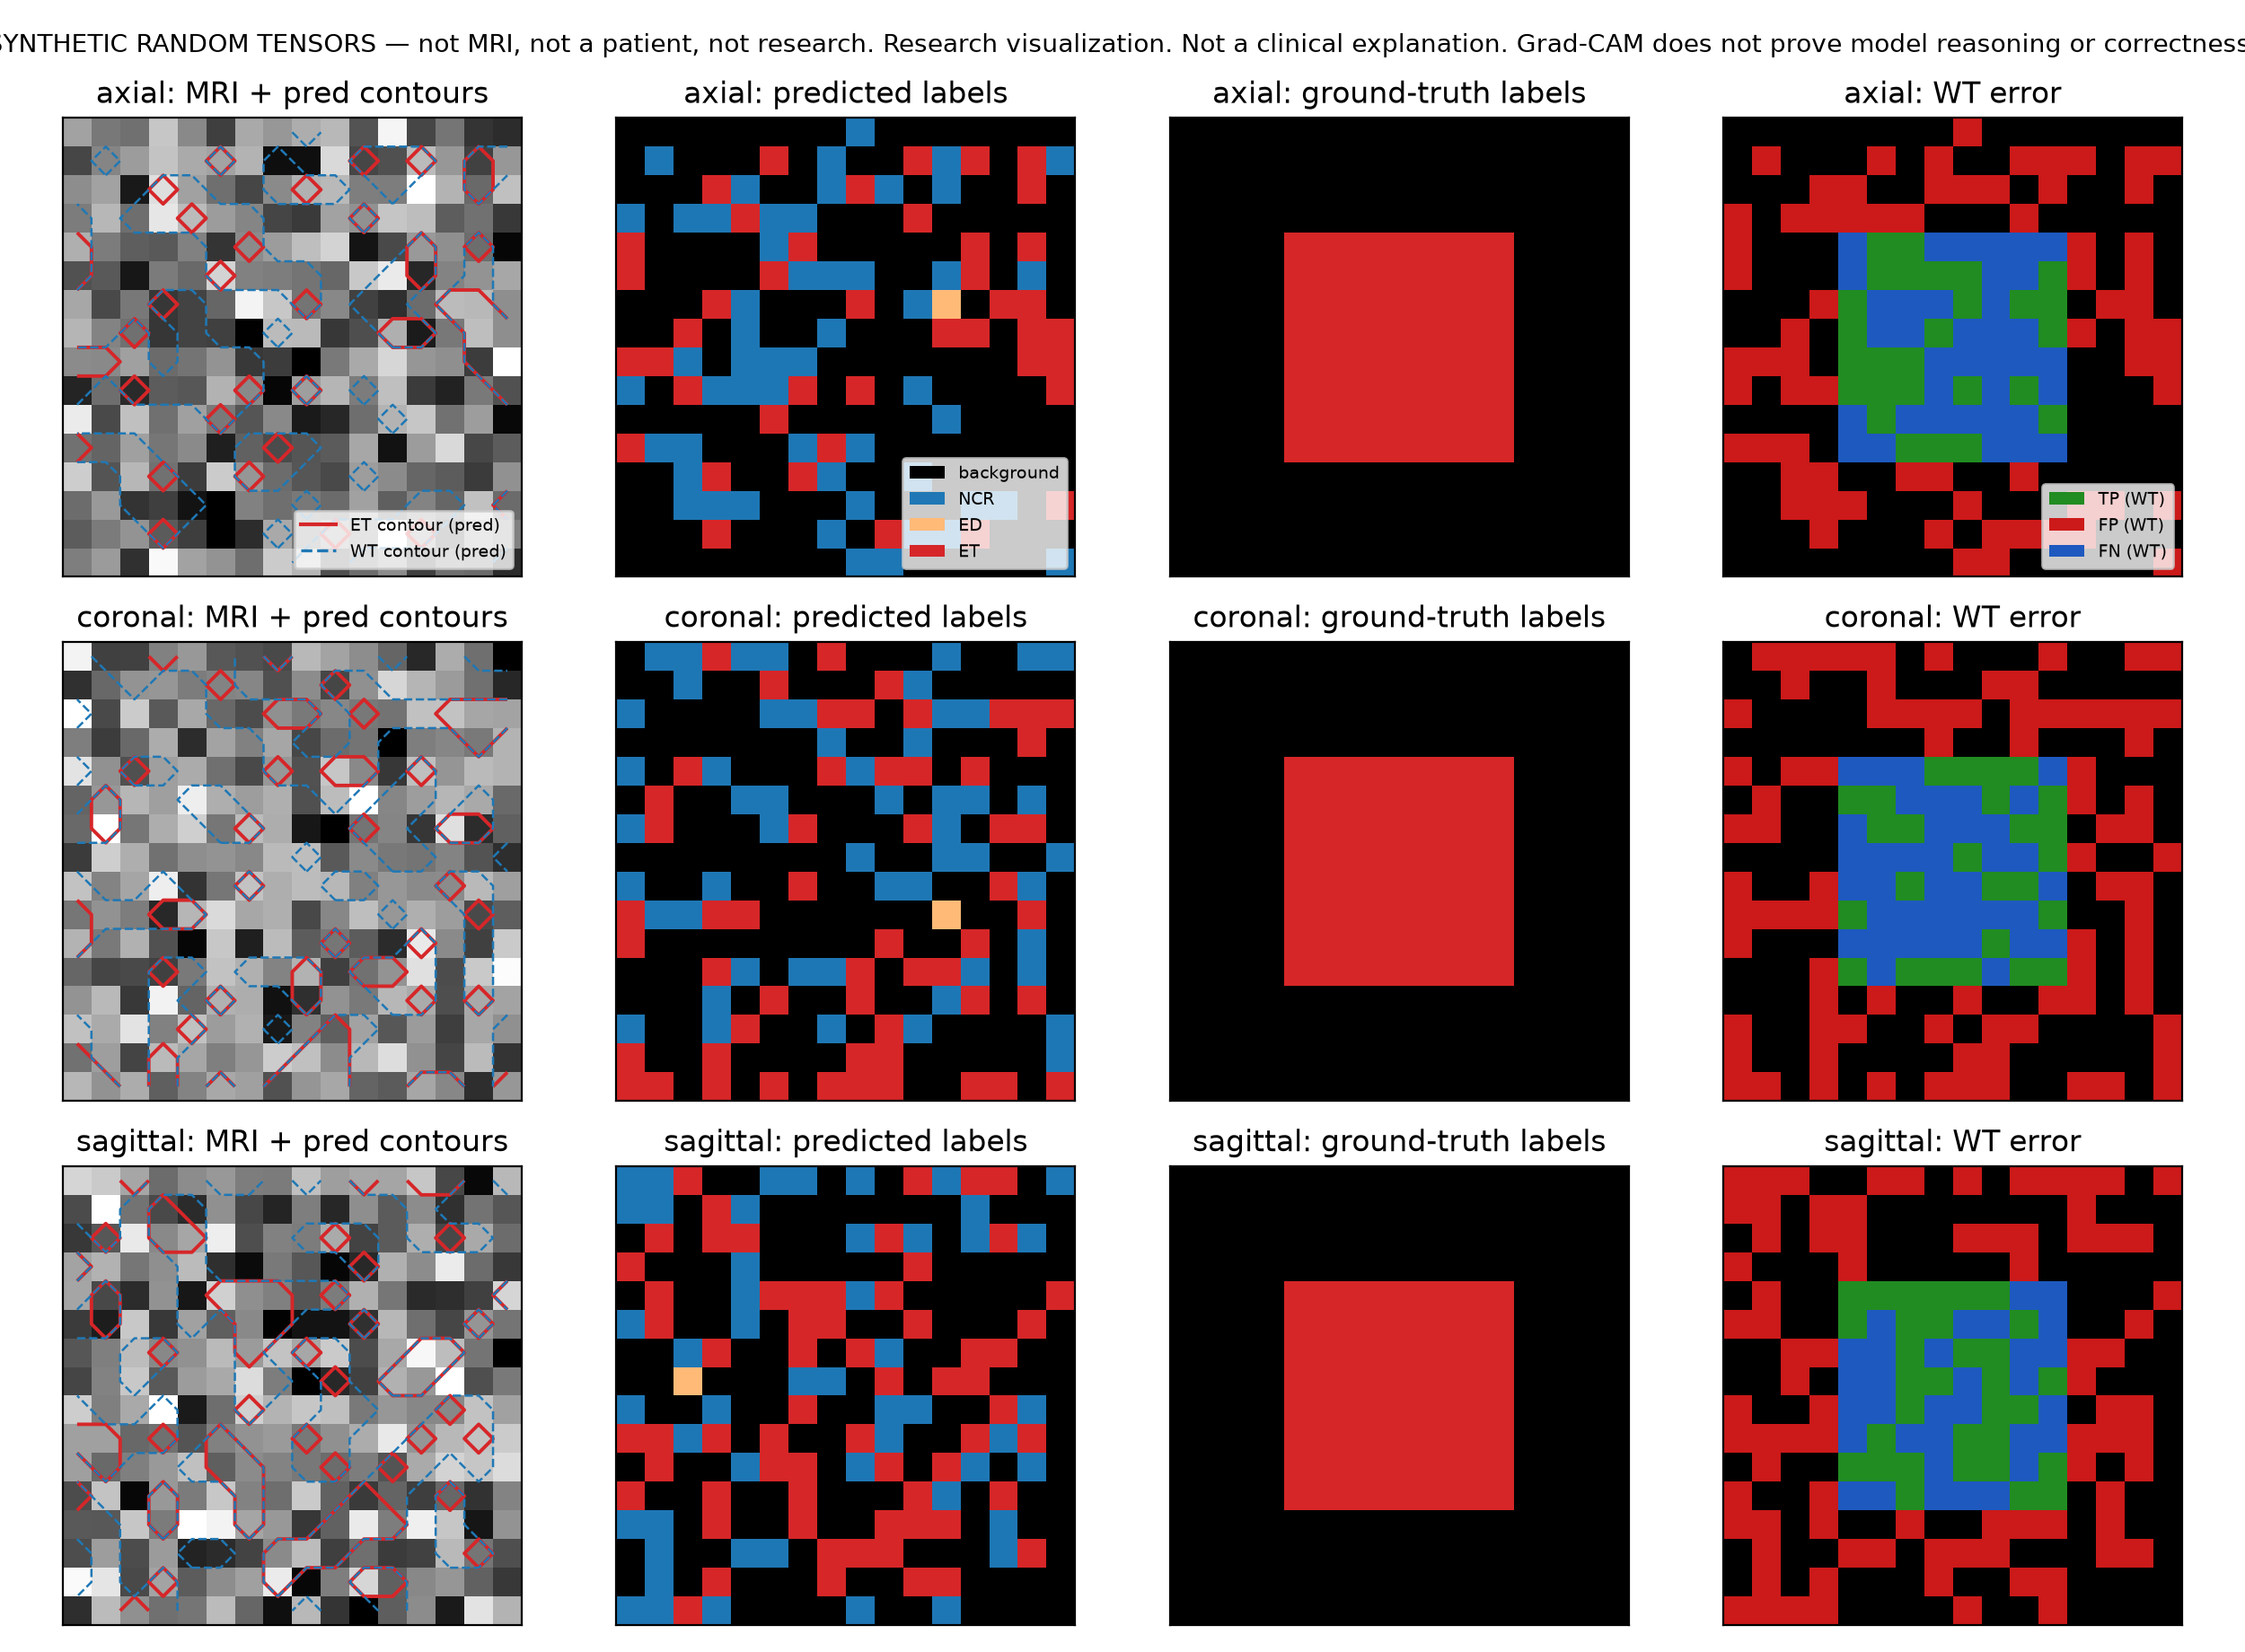 SYNTHETIC RANDOM TENSORS — not MRI, not a patient, not research. Research visualization. Not a clinical explanation. Grad-CAM does not prove model reasoning or correctness
axial: MRI + pred contours
axial: predicted labels
axial: ground-truth labels
axial: WT error
ET contour (pred)
WT contour (pred)
background
NCR
ED
ET
TP (WT)
FP (WT)
FN (WT)
coronal: MRI + pred contours
coronal: predicted labels
coronal: ground-truth labels
coronal: WT error
sagittal: MRI + pred contours
sagittal: predicted labels
sagittal: ground-truth labels
sagittal: WT error